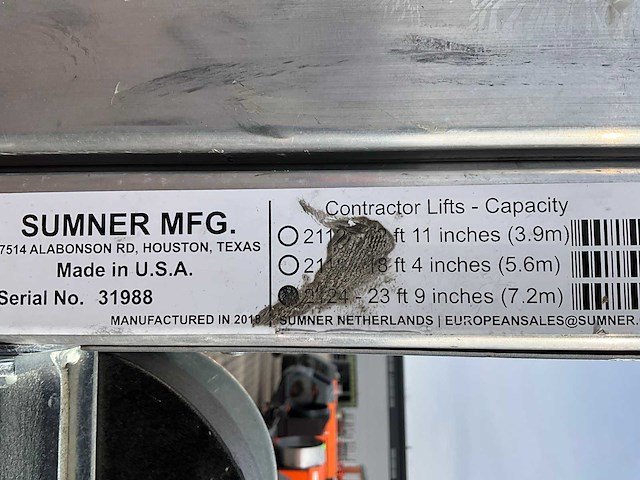 SUMNER MFG.
7514 ALABONSON RD, HOUSTON, TEXAS
Made in U.S.A.
Serial No. 31988
MANUFACTURED IN
Contractor Lifts - Capacity
ft 11 inches (3.9m)
18 ft 4 inches (5.6m)
2124 - 23 ft 9 inches (7.2m)
SUMNER NETHERLANDS | EUROPEANSALES@SUMNER.